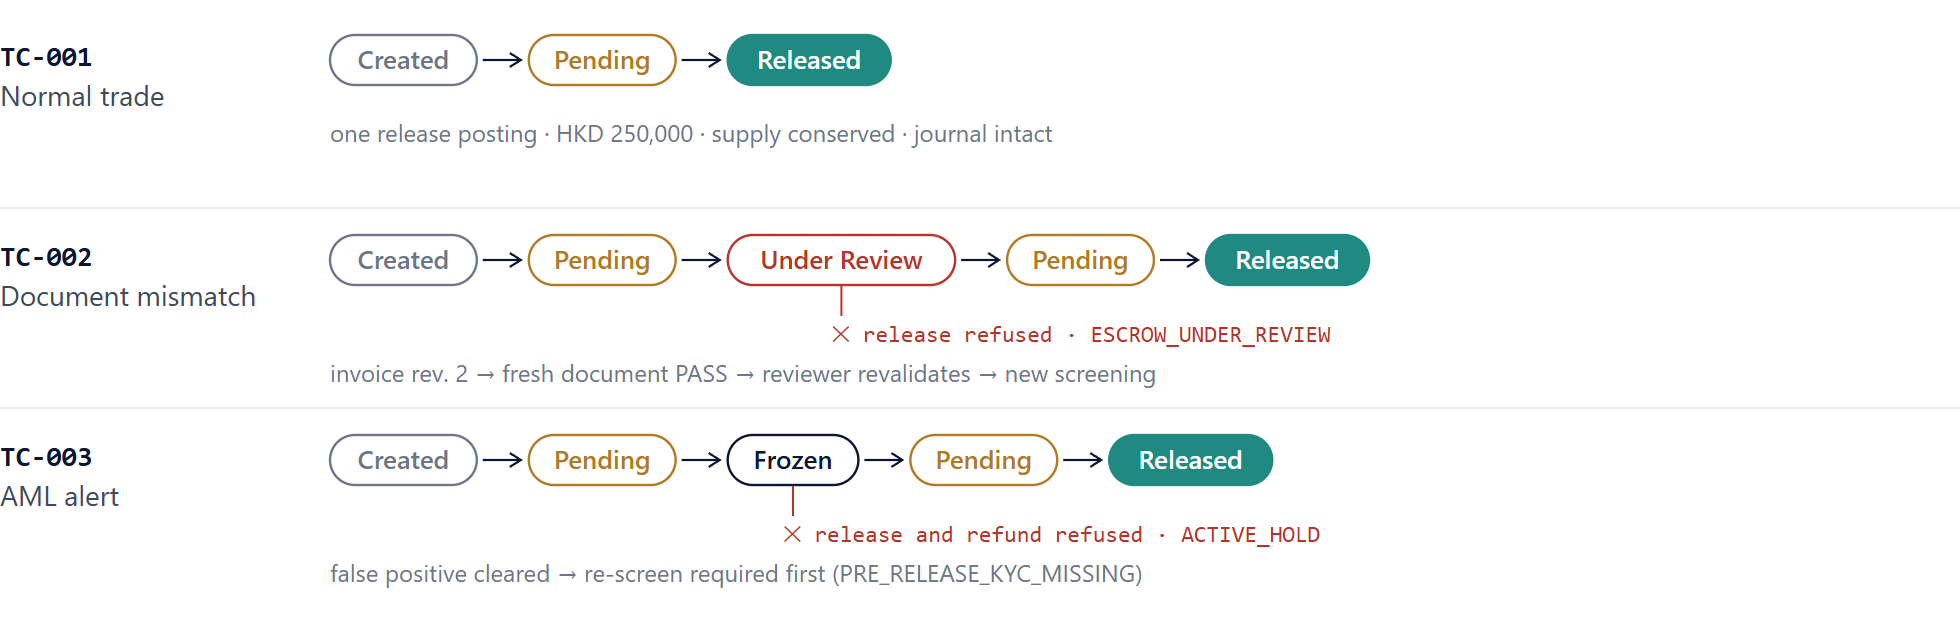 TC-001
Normal trade
Created → Pending → Released
one release posting · HKD 250,000 · supply conserved · journal intact
TC-002
Document mismatch
Created → Pending → Under Review → Pending → Released
× release refused · ESCROW_UNDER_REVIEW
invoice rev. 2 → fresh document PASS → reviewer revalidates → new screening
TC-003
AML alert
Created → Pending → Frozen → Pending → Released
× release and refund refused · ACTIVE_HOLD
false positive cleared → re-screen required first (PRE_RELEASE_KYC_MISSING)